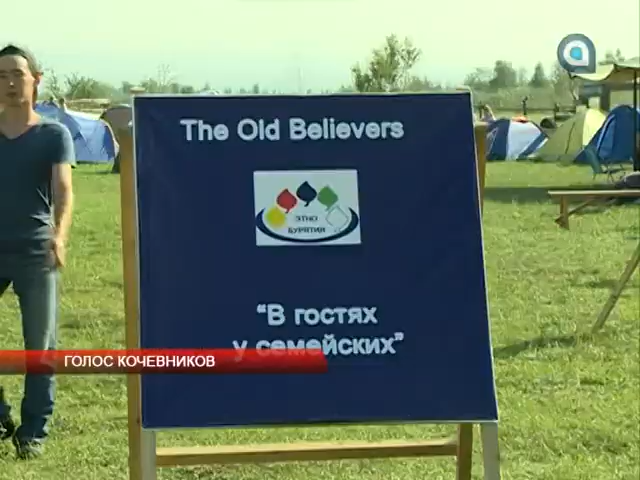 The Old Believers
ЭТНО
БУРЯТИЯ
"В гостях
у семейских"
ГОЛОС КОЧЕВНИКОВ